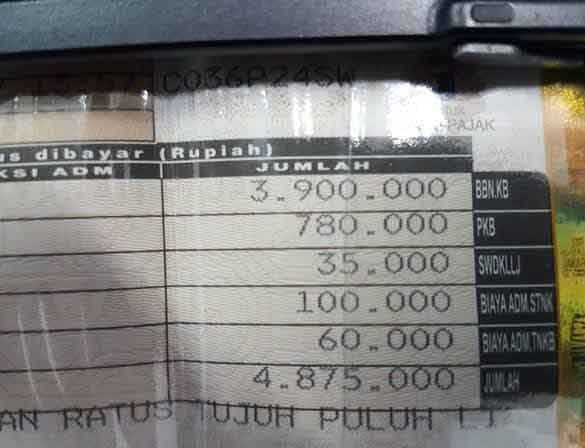 C036P24SW
PAJAK
us dibayar (Rupiah)
KSI ADM JUMLAH
3.900.000 BBN.KB
780.000 PKB
35.000 SWDKLLJ
100.000 BIAYA ADM.STNK
60.000 BIAYA ADM.TNKB
4.875.000 JUMLAH
AN RATUS TUJUH PULUH LI